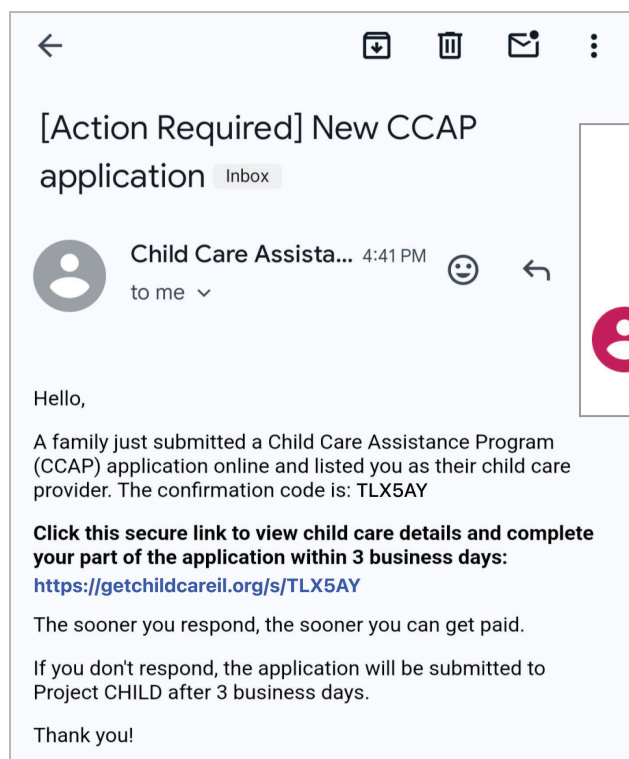 [Action Required] New CCAP
application Inbox
Child Care Assista... 4:41 PM
to me
Hello,
A family just submitted a Child Care Assistance Program
(CCAP) application online and listed you as their child care
provider. The confirmation code is: TLX5AY
Click this secure link to view child care details and complete
your part of the application within 3 business days:
https://getchildcareil.org/s/TLX5AY
The sooner you respond, the sooner you can get paid.
If you don't respond, the application will be submitted to
Project CHILD after 3 business days.
Thank you!